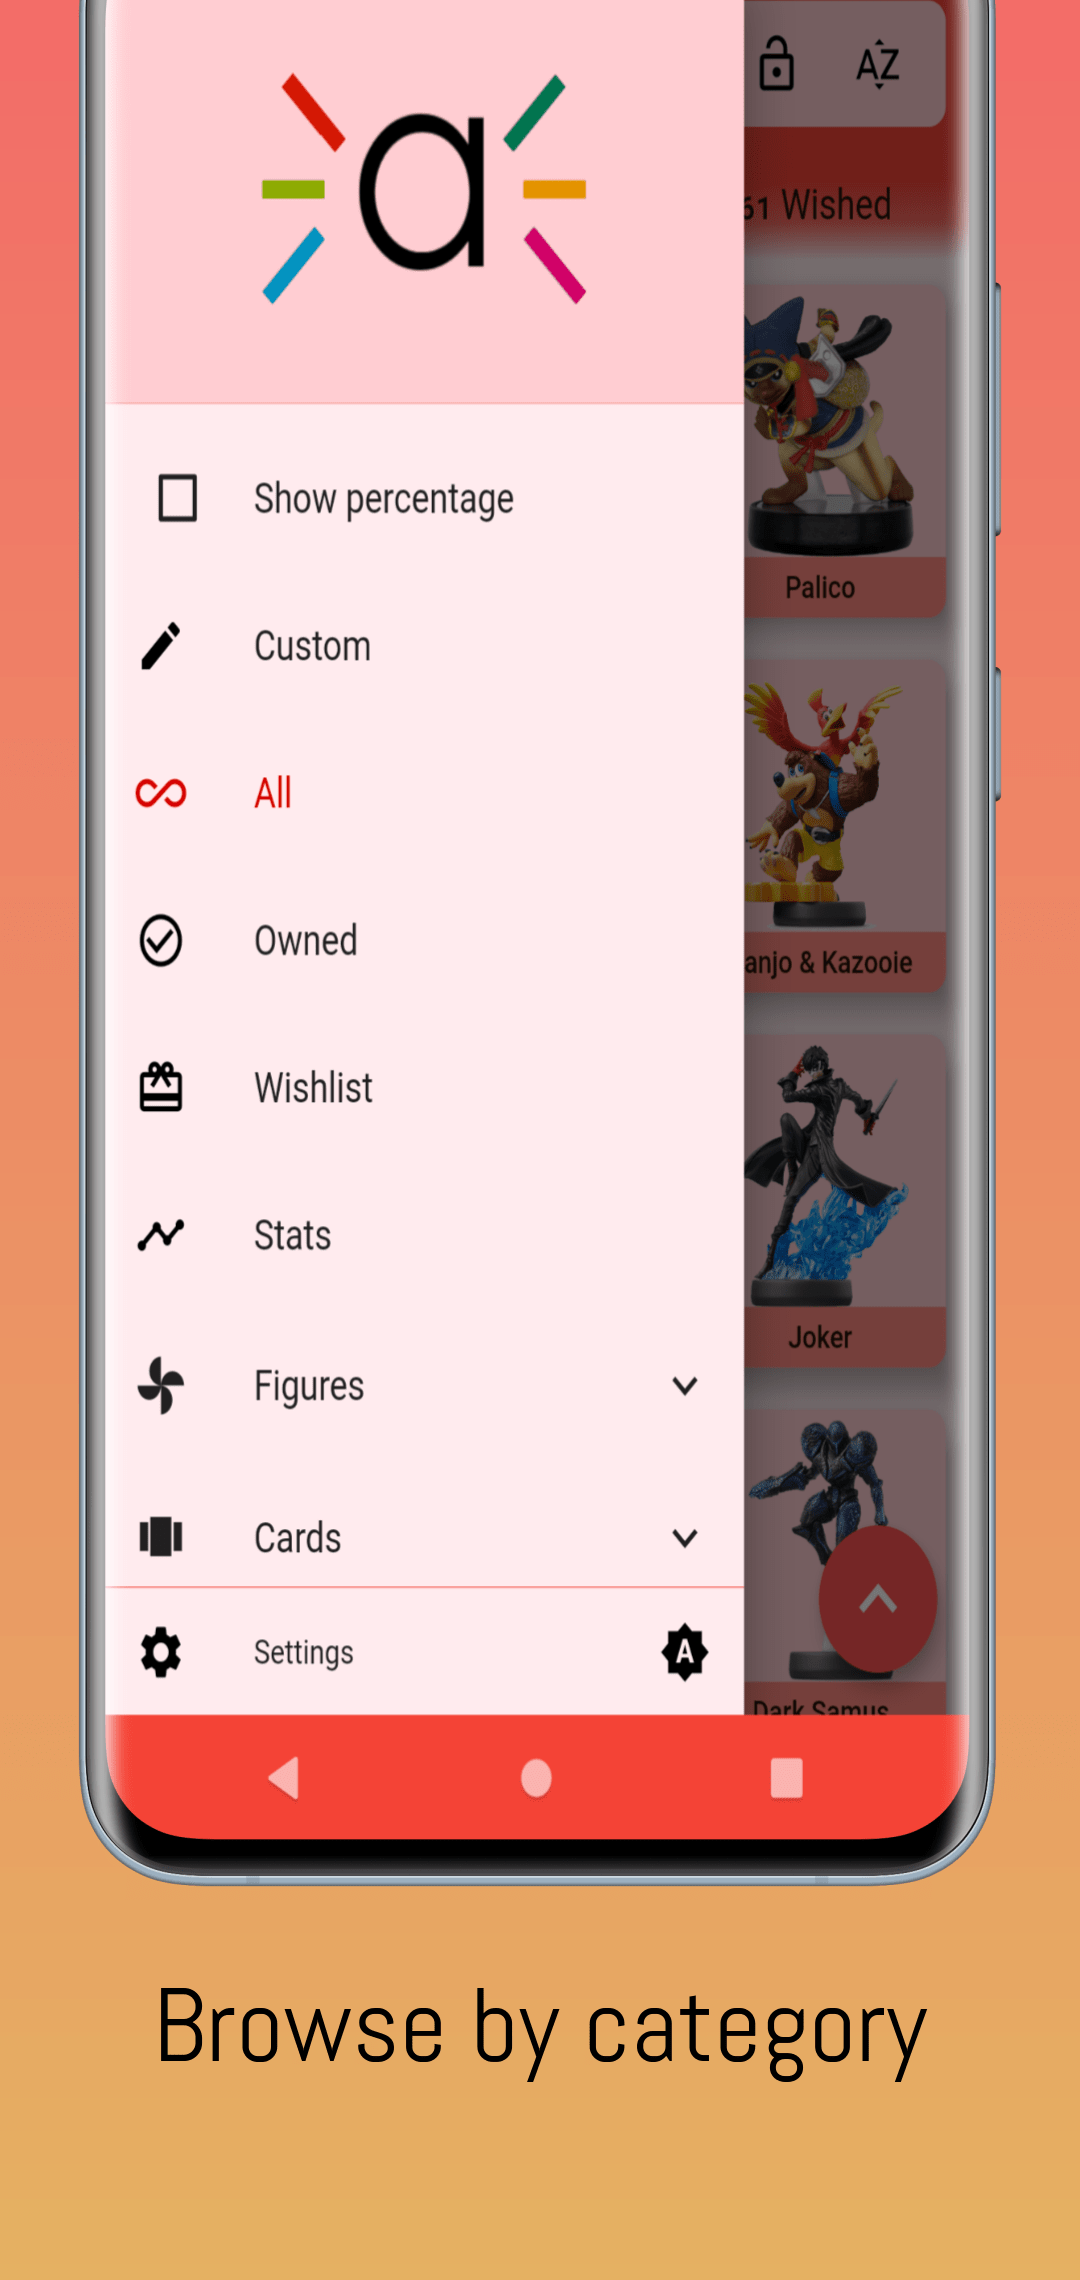 a
AZ
61 Wished
Show percentage
Palico
Custom
All
anjo & Kazooie
Owned
Wishlist
Stats
Joker
Figures
Cards
Settings
A
Dark Samus
Browse by category